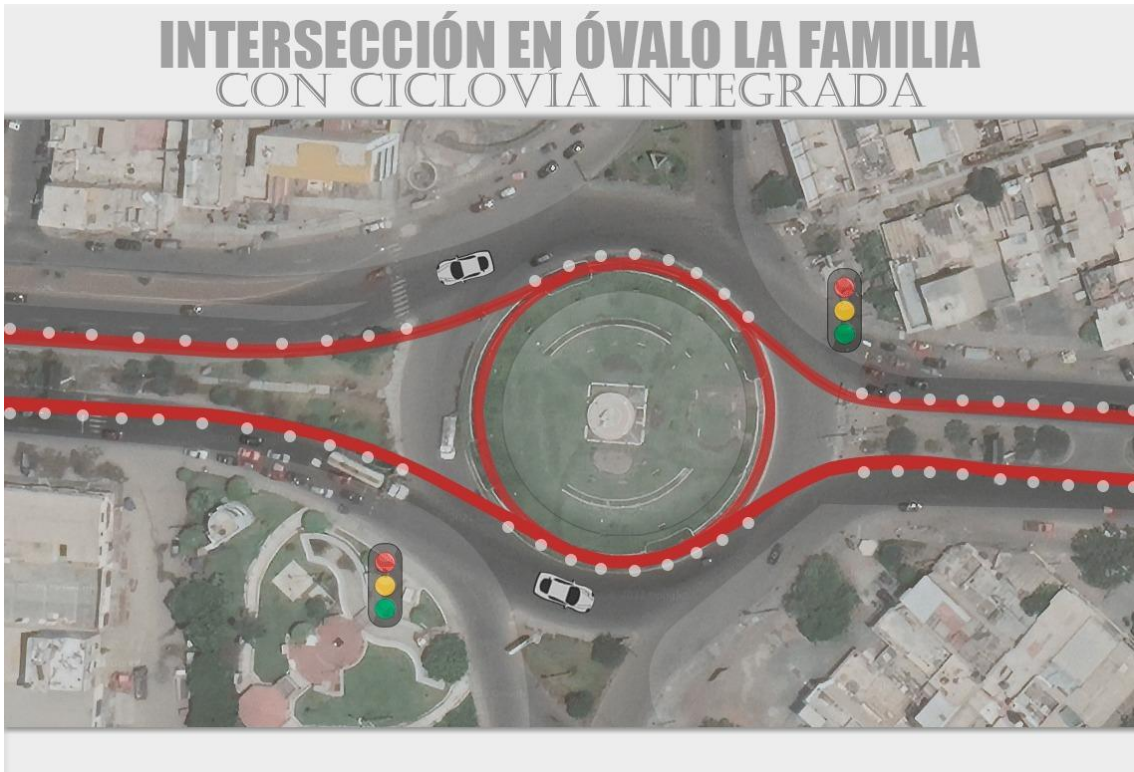 INTERSECCIÓN EN ÓVALO LA FAMILIA
CON CICLOVÍA INTEGRADA